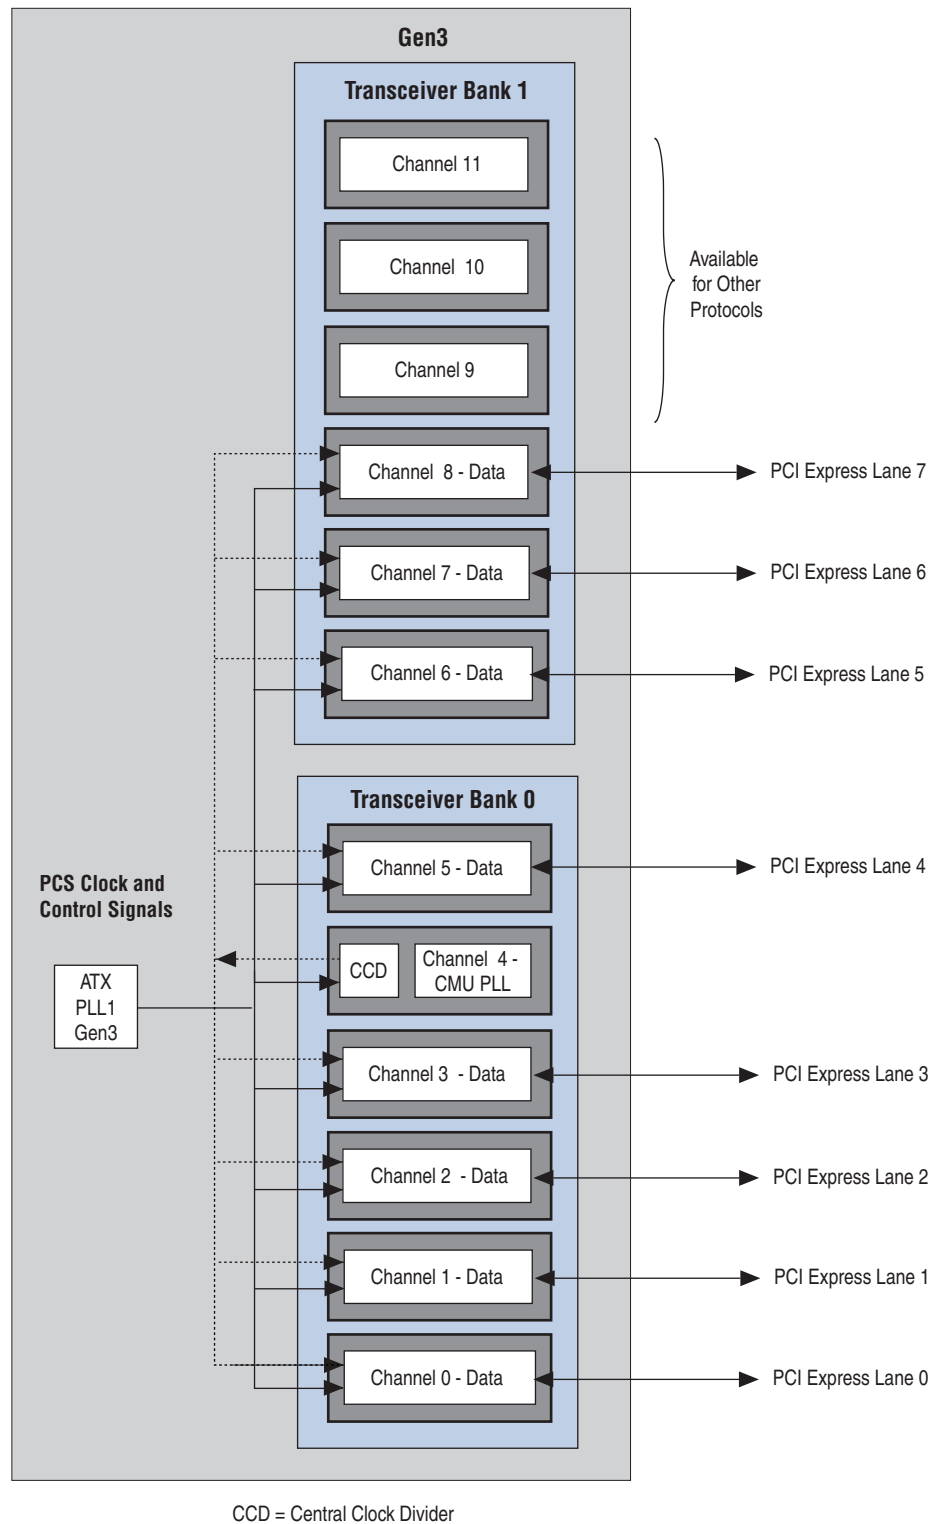 Gen3
Transceiver Bank 1
Channel 11
Channel 10
Channel 9
Available
for Other
Protocols
Channel 8 - Data
PCI Express Lane 7
Channel 7 - Data
PCI Express Lane 6
Channel 6 - Data
PCI Express Lane 5
Transceiver Bank 0
Channel 5 - Data
PCI Express Lane 4
PCS Clock and
Control Signals
CCD
Channel 4 -
CMU PLL
ATX
PLL1
Gen3
Channel 3 - Data
PCI Express Lane 3
Channel 2 - Data
PCI Express Lane 2
Channel 1 - Data
PCI Express Lane 1
Channel 0 - Data
PCI Express Lane 0
CCD = Central Clock Divider